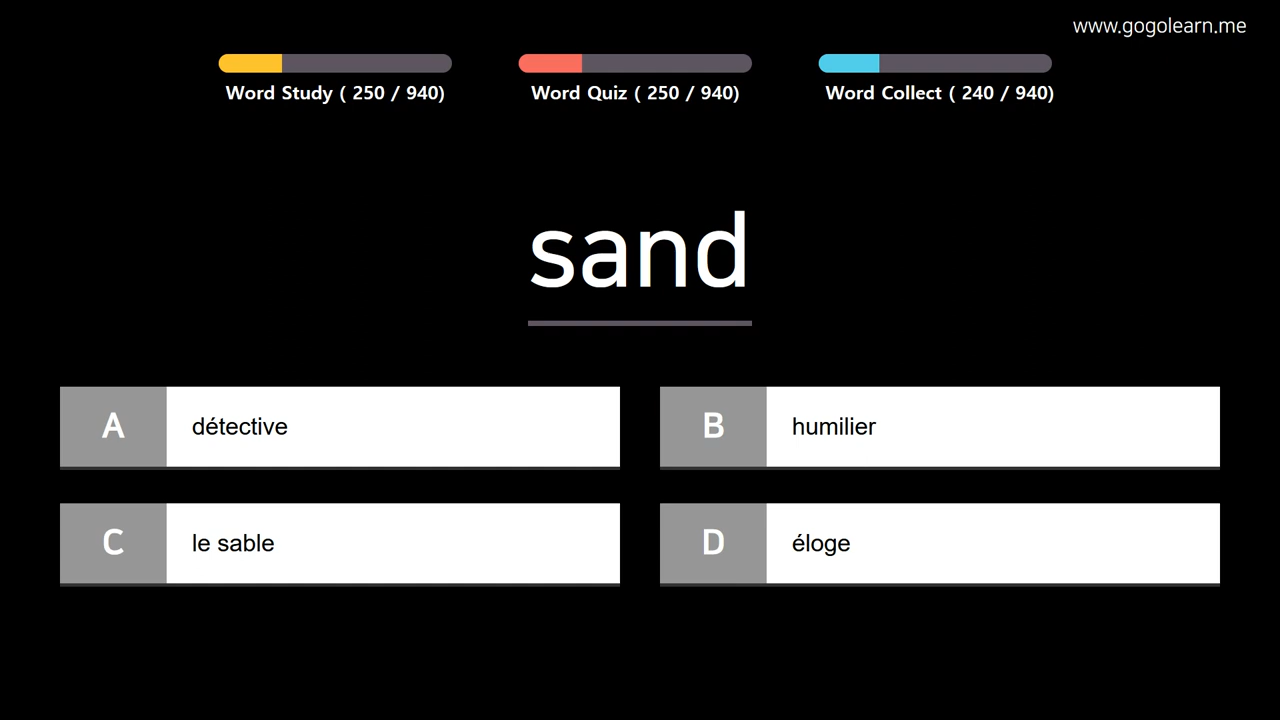 www.gogolearn.me
Word Study ( 250 / 940)
Word Quiz ( 250 / 940)
Word Collect ( 240 / 940)
sand
A détective
B humilier
C le sable
D éloge